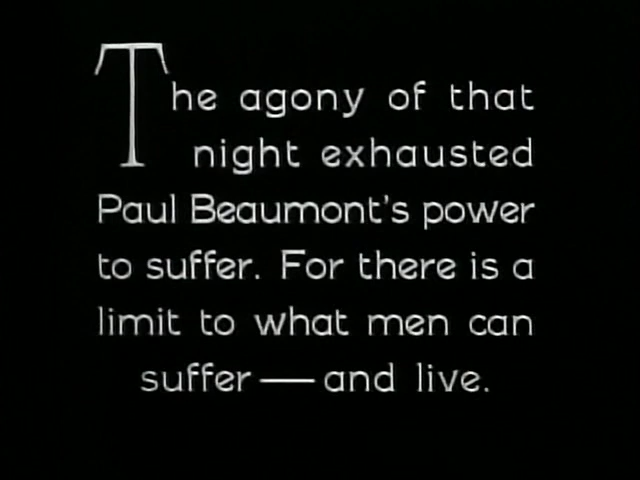 The agony of that
night exhausted
Paul Beaumont's power
to suffer. For there is a
limit to what men can
suffer — and live.